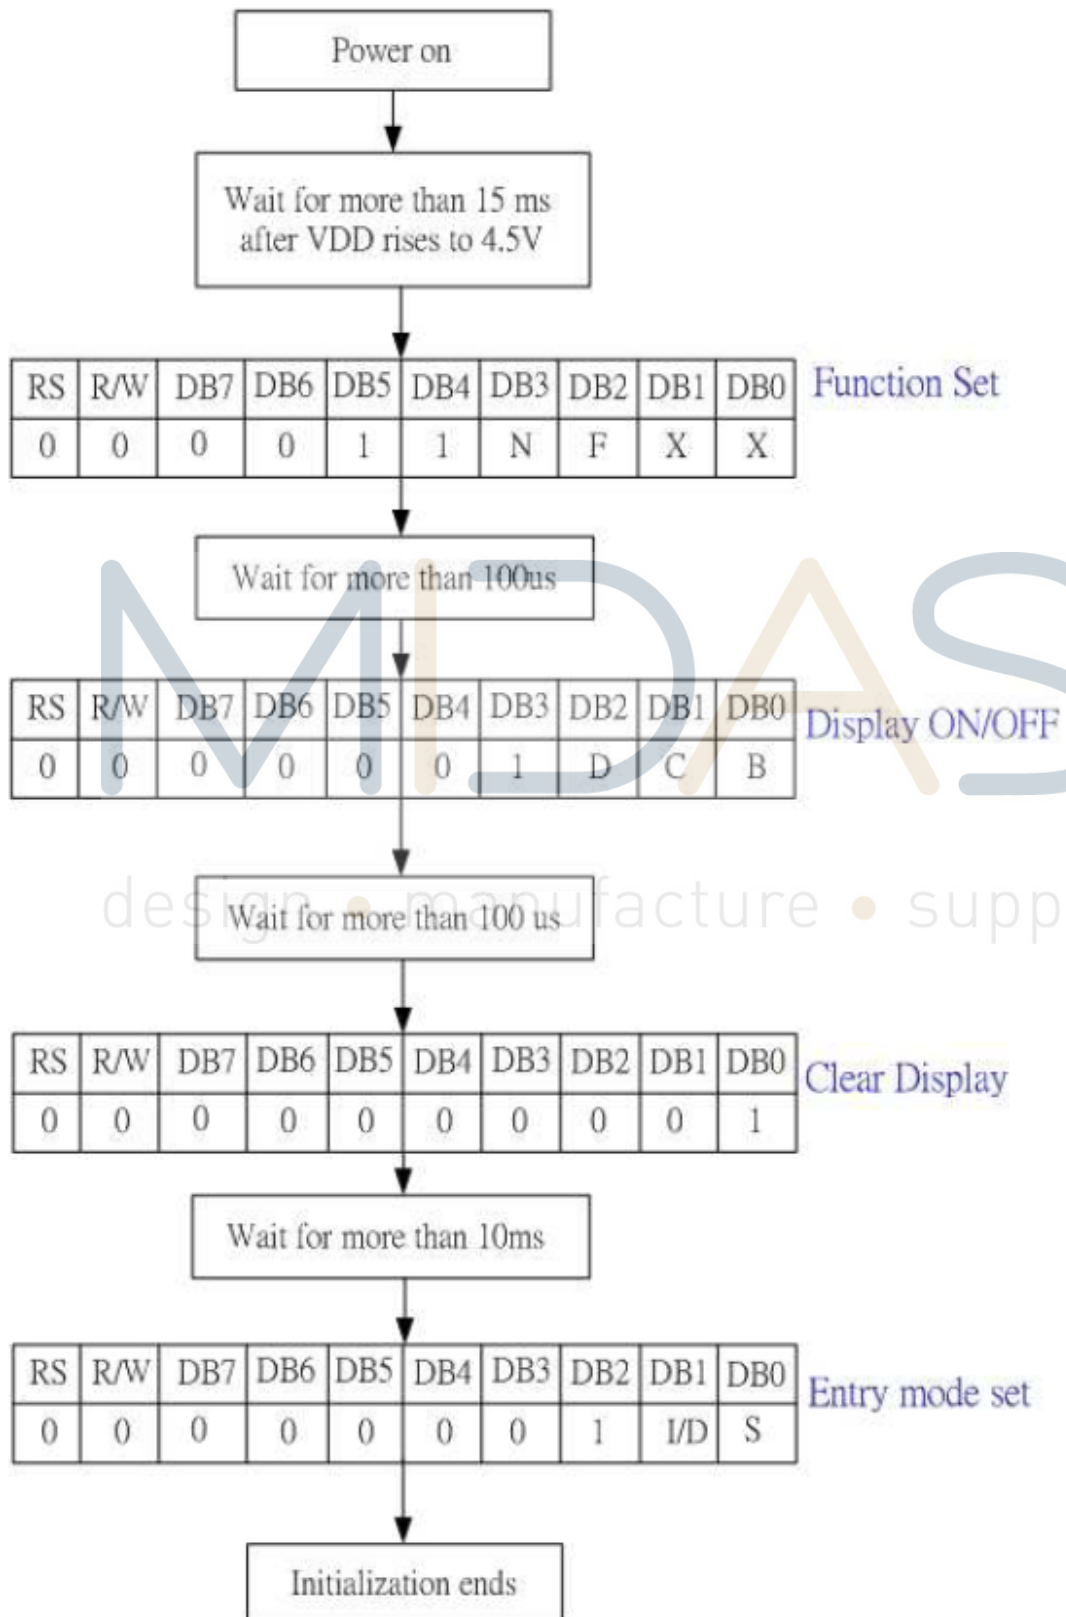 Power on
Wait for more than 15 ms
after VDD rises to 4.5V
RS R/W DB7 DB6 DB5 DB4 DB3 DB2 DB1 DB0 Function Set
0 0 0 0 1 1 N F X X
Wait for more than 100us
MIDAS
RS R/W DB7 DB6 DB5 DB4 DB3 DB2 DB1 DB0 Display ON/OFF
0 0 0 0 0 0 1 D C B
design • manufacture • supp
Wait for more than 100 us
RS R/W DB7 DB6 DB5 DB4 DB3 DB2 DB1 DB0 Clear Display
0 0 0 0 0 0 0 0 0 1
Wait for more than 10ms
RS R/W DB7 DB6 DB5 DB4 DB3 DB2 DB1 DB0 Entry mode set
0 0 0 0 0 0 0 1 I/D S
Initialization ends